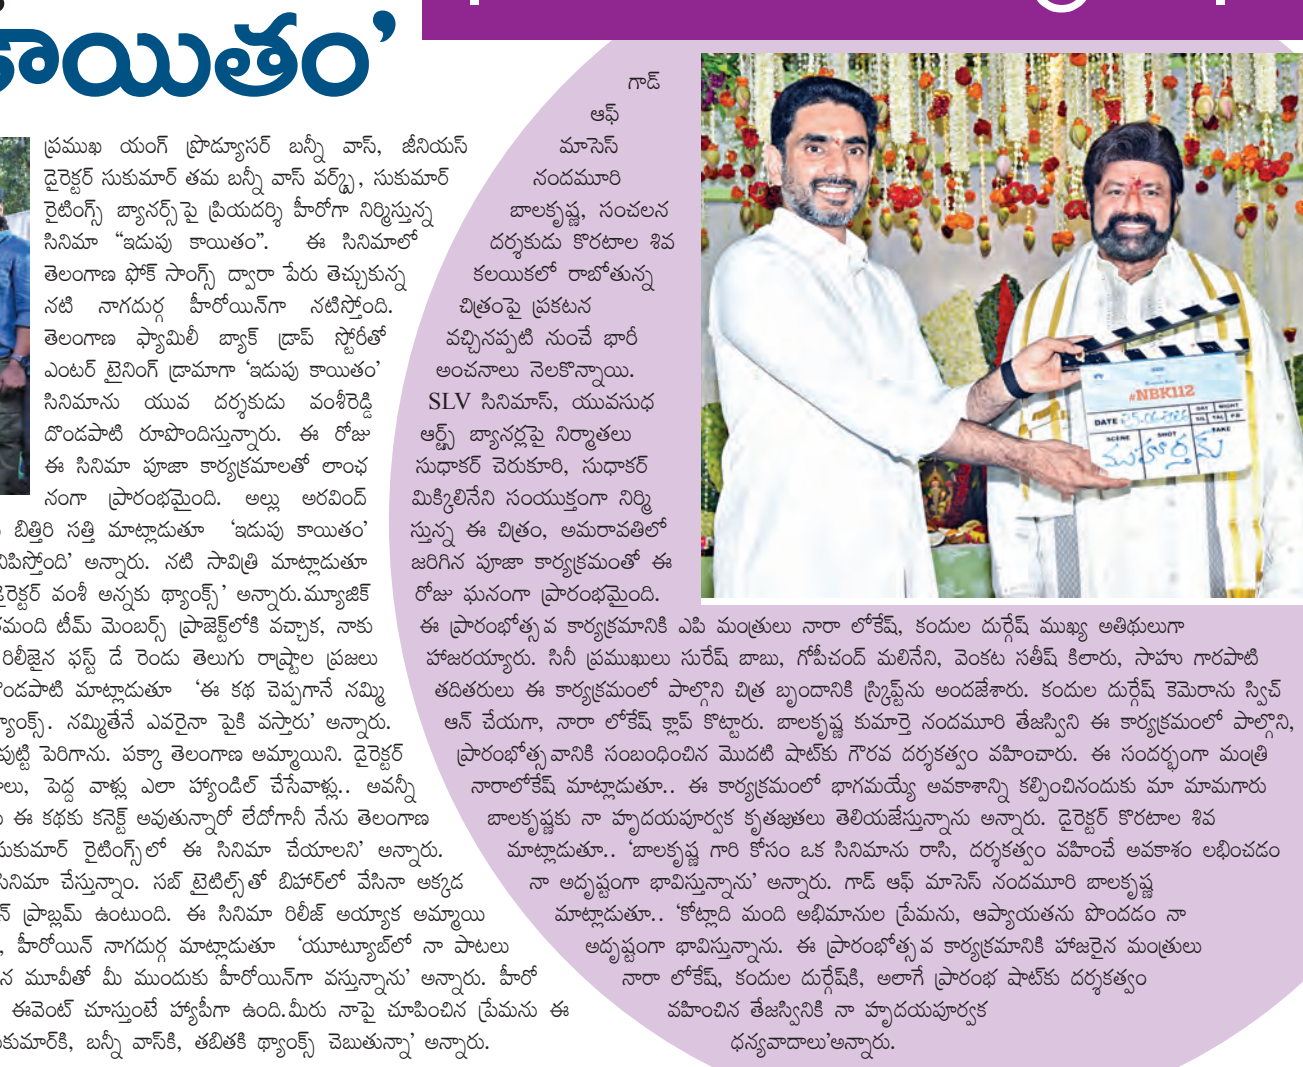 కాయితం’
ప్రముఖ యంగ్ ప్రొడ్యూసర్ బన్నీ వాస్, జీనియస్
డైరెక్టర్ సుకుమార్ తమ బన్నీ వాస్ వర్క్స్, సుకుమార్
రైటింగ్స్ బ్యానర్స్‌పై ప్రియదర్శి హీరోగా నిర్మిస్తున్న
సినిమా “ఇడుపు కాయితం”. ఈ సినిమాలో
తెలంగాణ ఫోక్ సాంగ్స్ ద్వారా పేరు తెచ్చుకున్న
నటి నాగదుర్గ హీరోయిన్‌గా నటిస్తోంది.
తెలంగాణ ఫ్యామిలీ బ్యాక్ డ్రాప్ స్టోరీతో
ఎంటర్ టైనింగ్ డ్రామాగా ‘ఇడుపు కాయితం’
సినిమాను యువ దర్శకుడు వంశీరెడ్డి
దొండపాటి రూపొందిస్తున్నారు. ఈ రోజు
ఈ సినిమా పూజా కార్యక్రమాలతో లాంఛ
నంగా ప్రారంభమైంది. అల్లు అరవింద్
బిత్తిరి సత్తి మాట్లాడుతూ ‘ఇడుపు కాయితం’
నిపిస్తోంది’ అన్నారు. నటి సావిత్రి మాట్లాడుతూ
డైరెక్టర్ వంశీ అన్నకు థ్యాంక్స్’ అన్నారు.మ్యూజిక్
మంది టీమ్ మెంబర్స్ ప్రాజెక్ట్‌లోకి వచ్చాక, నాకు
రిలీజైన ఫస్ట్ డే రెండు తెలుగు రాష్ట్రాల ప్రజలు
దొండపాటి మాట్లాడుతూ ‘ఈ కథ చెప్పగానే నమ్మి
థ్యాంక్స్. నమ్మితేనే ఎవరైనా పైకి వస్తారు’ అన్నారు.
పుట్టి పెరిగాను. పక్కా తెలంగాణ అమ్మాయిని. డైరెక్టర్
లు, పెద్ద వాళ్లు ఎలా హ్యాండిల్ చేసేవాళ్లు.. అవన్నీ
ఈ కథకు కనెక్ట్ అవుతున్నారో లేదోగానీ నేను తెలంగాణ
సుకుమార్ రైటింగ్స్‌లో ఈ సినిమా చేయాలని’ అన్నారు.
సినిమా చేస్తున్నాం. సబ్ టైటిల్స్‌తో బిహార్‌లో వేసినా అక్కడ
న్ ప్రాబ్లమ్ ఉంటుంది. ఈ సినిమా రిలీజ్ అయ్యాక అమ్మాయి
, హీరోయిన్ నాగదుర్గ మాట్లాడుతూ ‘యూట్యూబ్‌లో నా పాటలు
న మూవీతో మీ ముందుకు హీరోయిన్‌గా వస్తున్నాను’ అన్నారు. హీరో
ఈవెంట్ చూస్తుంటే హ్యాపీగా ఉంది.మీరు నాపై చూపించిన ప్రేమను ఈ
సుకుమార్‌కి, బన్నీ వాస్‌కి, తబితకి థ్యాంక్స్ చెబుతున్నా’ అన్నారు.
గాడ్
ఆఫ్
మాసెస్
నందమూరి
బాలకృష్ణ, సంచలన
దర్శకుడు కొరటాల శివ
కలయికలో రాబోతున్న
చిత్రంపై ప్రకటన
వచ్చినప్పటి నుంచే భారీ
అంచనాలు నెలకొన్నాయి.
SLV సినిమాస్, యువసుధ
ఆర్ట్స్ బ్యానర్లపై నిర్మాతలు
సుధాకర్ చెరుకూరి, సుధాకర్
మిక్కిలినేని సంయుక్తంగా నిర్మి
స్తున్న ఈ చిత్రం, అమరావతిలో
జరిగిన పూజా కార్యక్రమంతో ఈ
రోజు ఘనంగా ప్రారంభమైంది.
ఈ ప్రారంభోత్సవ కార్యక్రమానికి ఎపి మంత్రులు నారా లోకేష్, కందుల దుర్గేష్ ముఖ్య అతిథులుగా
హాజరయ్యారు. సినీ ప్రముఖులు సురేష్ బాబు, గోపీచంద్ మలినేని, వెంకట సతీష్ కిలారు, సాహు గారపాటి
తదితరులు ఈ కార్యక్రమంలో పాల్గొని చిత్ర బృందానికి స్క్రిప్ట్‌ను అందజేశారు. కందుల దుర్గేష్ కెమెరాను స్విచ్
ఆన్ చేయగా, నారా లోకేష్ క్లాప్ కొట్టారు. బాలకృష్ణ కుమార్తె నందమూరి తేజస్విని ఈ కార్యక్రమంలో పాల్గొని,
ప్రారంభోత్సవానికి సంబంధించిన మొదటి షాట్‌కు గౌరవ దర్శకత్వం వహించారు. ఈ సందర్భంగా మంత్రి
నారాలోకేష్ మాట్లాడుతూ.. ఈ కార్యక్రమంలో భాగమయ్యే అవకాశాన్ని కల్పించినందుకు మా మామగారు
బాలకృష్ణకు నా హృదయపూర్వక కృతజ్ఞతలు తెలియజేస్తున్నాను అన్నారు. డైరెక్టర్ కొరటాల శివ
మాట్లాడుతూ.. ‘బాలకృష్ణ గారి కోసం ఒక సినిమాను రాసి, దర్శకత్వం వహించే అవకాశం లభించడం
నా అదృష్టంగా భావిస్తున్నాను’ అన్నారు. గాడ్ ఆఫ్ మాసెస్ నందమూరి బాలకృష్ణ
మాట్లాడుతూ.. ‘కోట్లాది మంది అభిమానుల ప్రేమను, ఆప్యాయతను పొందడం నా
అదృష్టంగా భావిస్తున్నాను. ఈ ప్రారంభోత్సవ కార్యక్రమానికి హాజరైన మంత్రులు
నారా లోకేష్, కందుల దుర్గేష్‌కి, అలాగే ప్రారంభ షాట్‌కు దర్శకత్వం
వహించిన తేజస్వినికి నా హృదయపూర్వక
ధన్యవాదాలు’అన్నారు.
#NBK112
DATE
DAY NIGHT
SCENE SHOT TAKE
ముహూర్తము